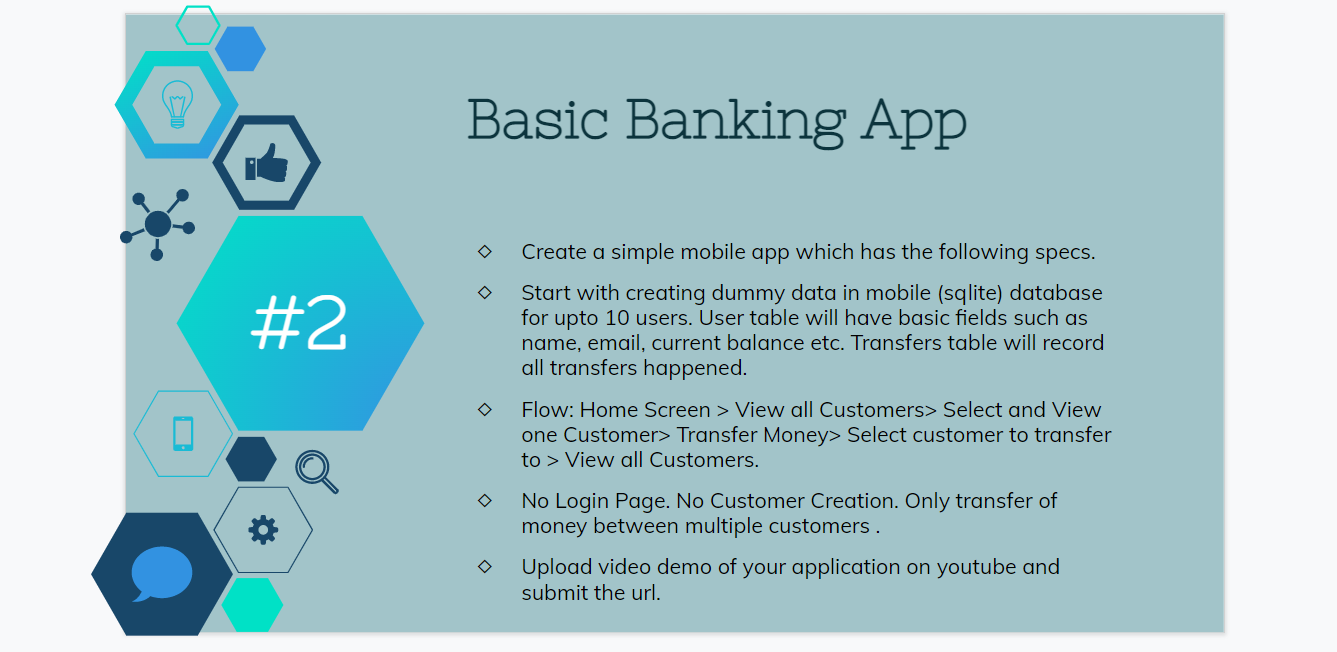 Basic Banking App
#2
◇ Create a simple mobile app which has the following specs.
◇ Start with creating dummy data in mobile (sqlite) database
for upto 10 users. User table will have basic fields such as
name, email, current balance etc. Transfers table will record
all transfers happened.
◇ Flow: Home Screen > View all Customers> Select and View
one Customer> Transfer Money> Select customer to transfer
to > View all Customers.
◇ No Login Page. No Customer Creation. Only transfer of
money between multiple customers .
◇ Upload video demo of your application on youtube and
submit the url.